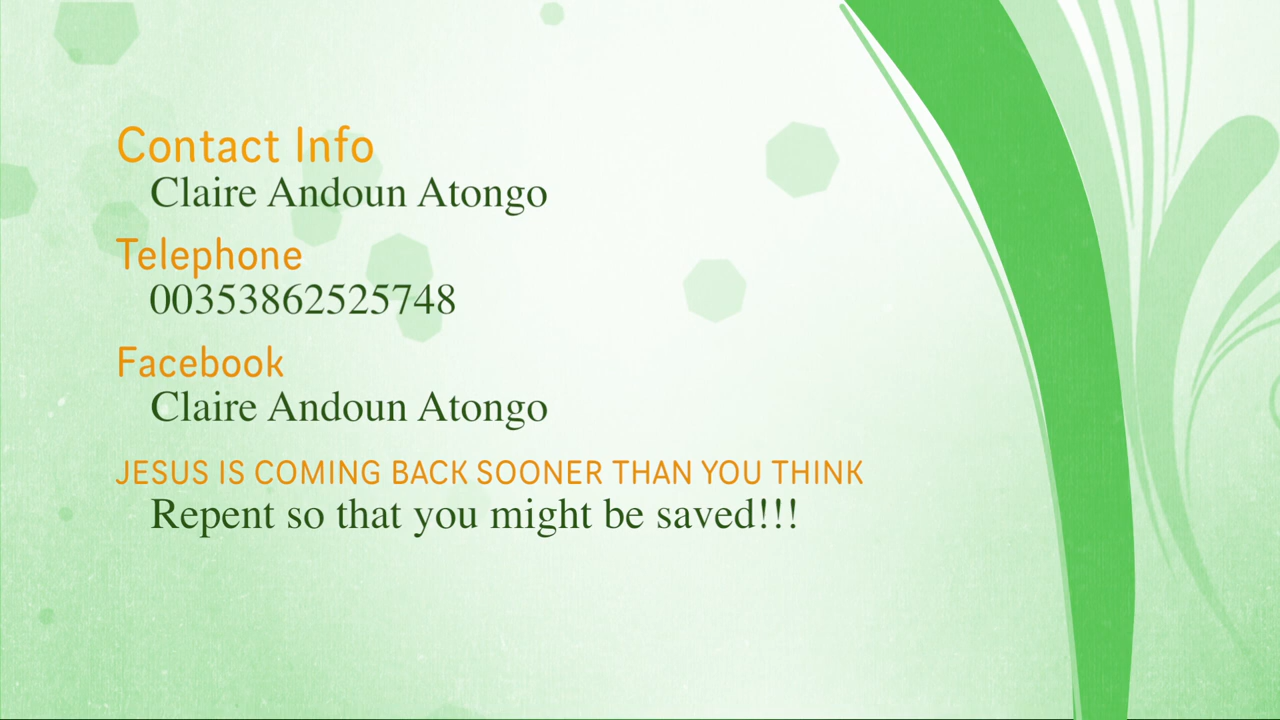 Contact Info
Claire Andoun Atongo
Telephone
00353862525748
Facebook
Claire Andoun Atongo
JESUS IS COMING BACK SOONER THAN YOU THINK
Repent so that you might be saved!!!